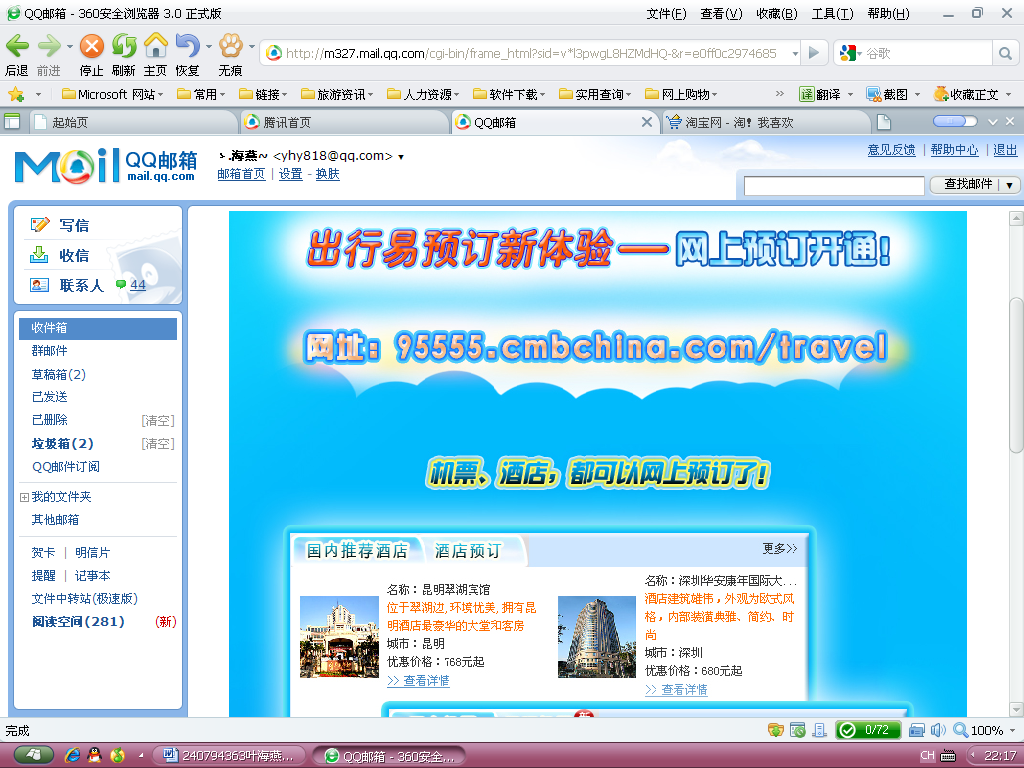 QQ邮箱 - 360安全浏览器 3.0 正式版
文件(F) 查看(V) 收藏(B) 工具(T) 帮助(H)
后退 前进 停止 刷新 主页 恢复 无痕
http://m327.mail.qq.com/cgi-bin/frame_html?sid=v*l3pwgL8HZMdHQ-&r=e0ff0c2974685
谷歌
Microsoft 网站 常用 链接 旅游资讯 人力资源 软件下载 实用查询 网上购物 » 译 翻译 截图 收藏正文
起始页 腾讯首页 QQ邮箱 淘宝网 - 淘！我喜欢
Mail QQ邮箱 mail.qq.com
ゝ.海燕~ <yhy818@qq.com>
邮箱首页 | 设置 - 换肤
意见反馈 | 帮助中心 | 退出
查找邮件
写信
收信
联系人 44
收件箱
群邮件
草稿箱(2)
已发送
已删除 [清空]
垃圾箱(2) [清空]
QQ邮件订阅
我的文件夹
其他邮箱
贺卡 | 明信片
提醒 | 记事本
文件中转站(极速版)
阅读空间(281) (新)
出行易预订新体验——网上预订开通!
网址：95555.cmbchina.com/travel
机票、酒店，都可以网上预订了!
国内推荐酒店 酒店预订 更多>>
名称：昆明翠湖宾馆
位于翠湖边,环境优美,拥有昆
明酒店最豪华的大堂和客房
城市：昆明
优惠价格：768元起
>> 查看详情
名称：深圳华安康年国际大...
酒店建筑雄伟，外观为欧式风
格，内部装潢典雅、简约、时
尚
城市：深圳
优惠价格：680元起
>> 查看详情
完成
0/72
100%
240794363叶海燕...
QQ邮箱 - 360安全...
CH
22:17